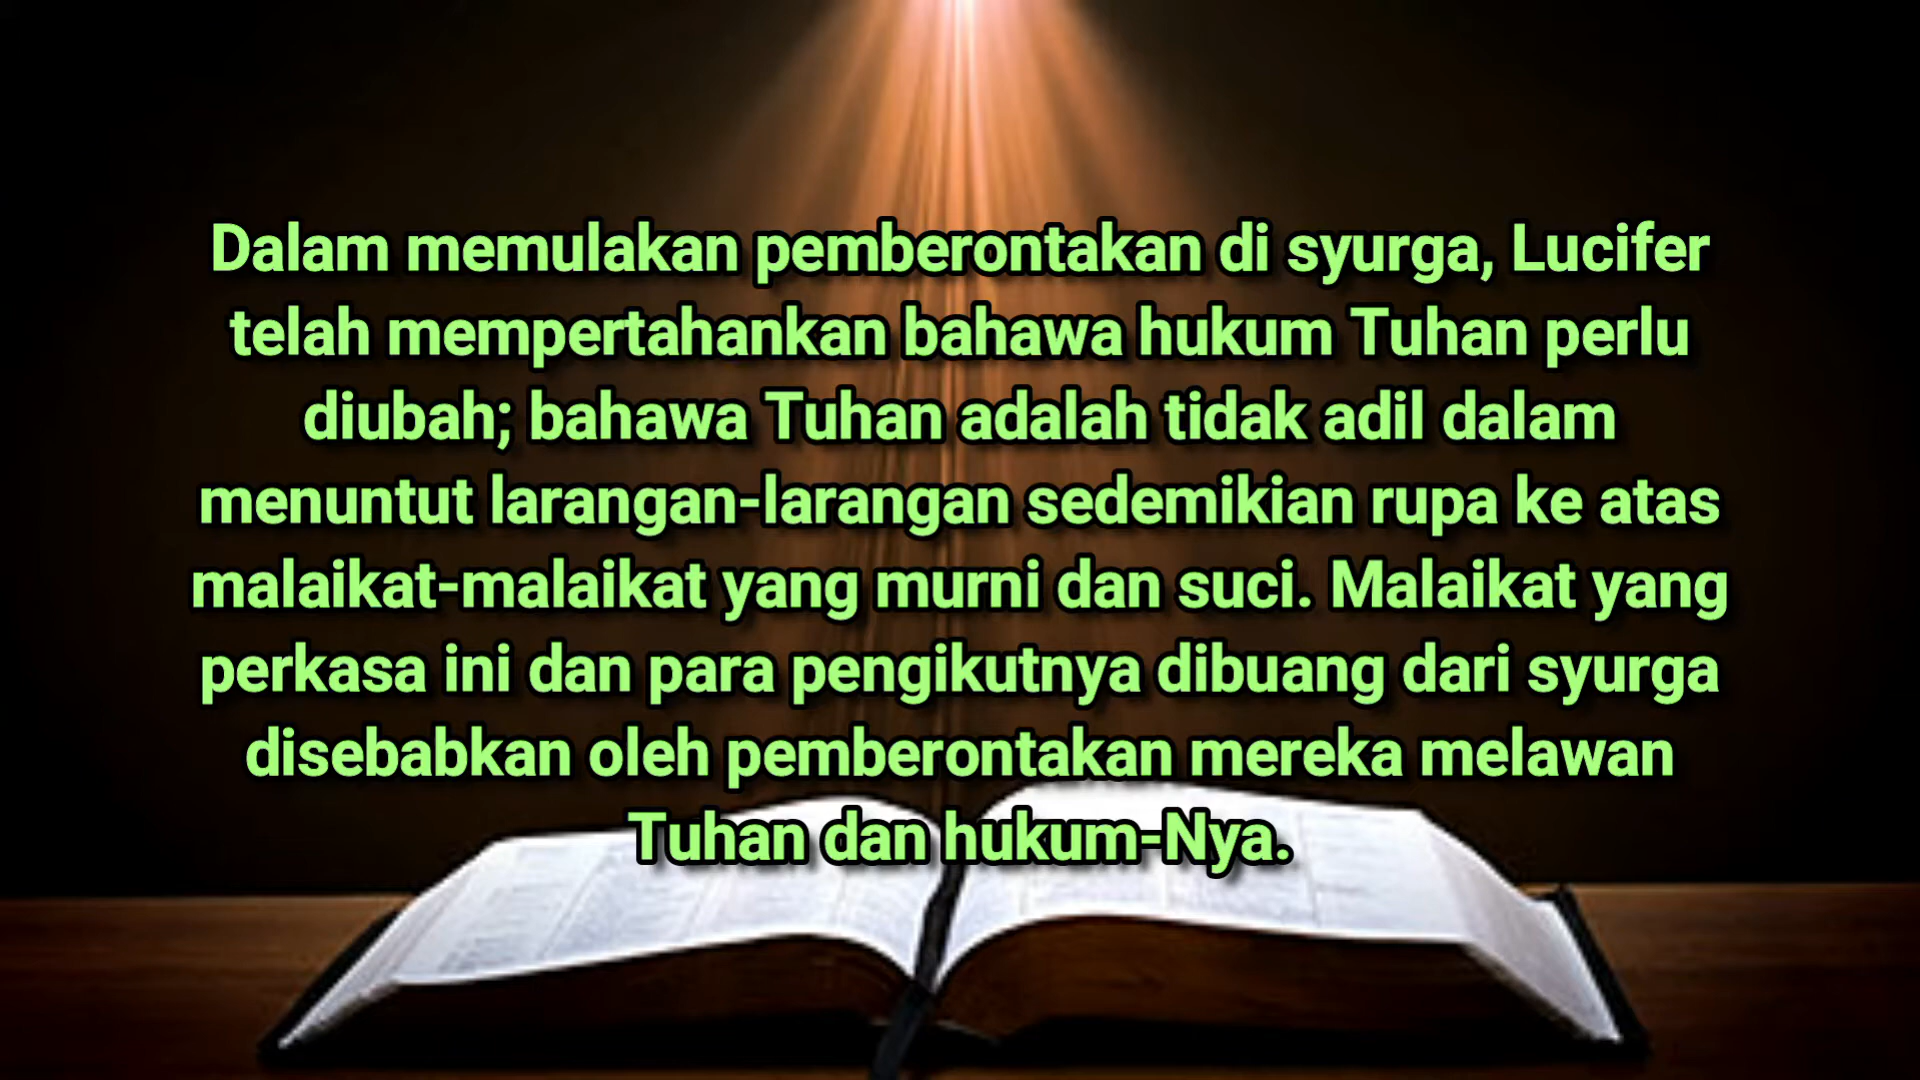 Dalam memulakan pemberontakan di syurga, Lucifer
telah mempertahankan bahawa hukum Tuhan perlu
diubah; bahawa Tuhan adalah tidak adil dalam
menuntut larangan-larangan sedemikian rupa ke atas
malaikat-malaikat yang murni dan suci. Malaikat yang
perkasa ini dan para pengikutnya dibuang dari syurga
disebabkan oleh pemberontakan mereka melawan
Tuhan dan hukum-Nya.